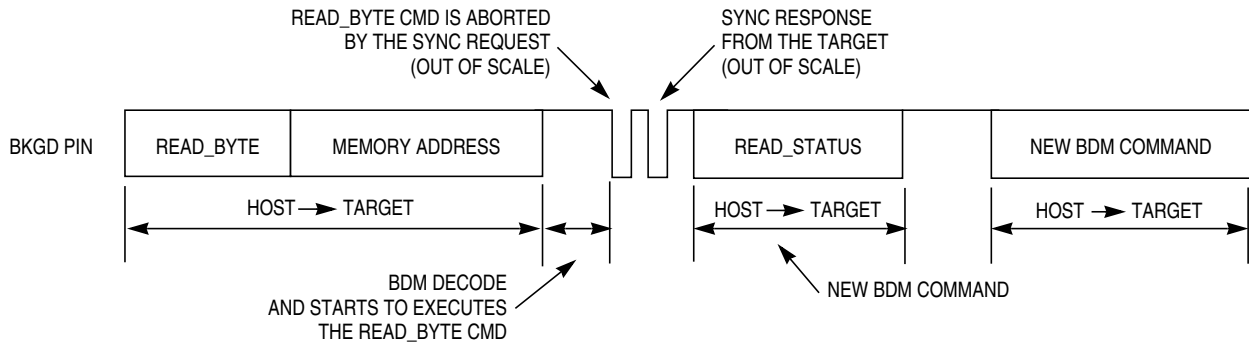 READ_BYTE CMD IS ABORTED
BY THE SYNC REQUEST
(OUT OF SCALE)
SYNC RESPONSE
FROM THE TARGET
(OUT OF SCALE)
BKGD PIN
READ_BYTE
MEMORY ADDRESS
READ_STATUS
NEW BDM COMMAND
HOST → TARGET
HOST → TARGET
HOST → TARGET
BDM DECODE
AND STARTS TO EXECUTES
THE READ_BYTE CMD
NEW BDM COMMAND